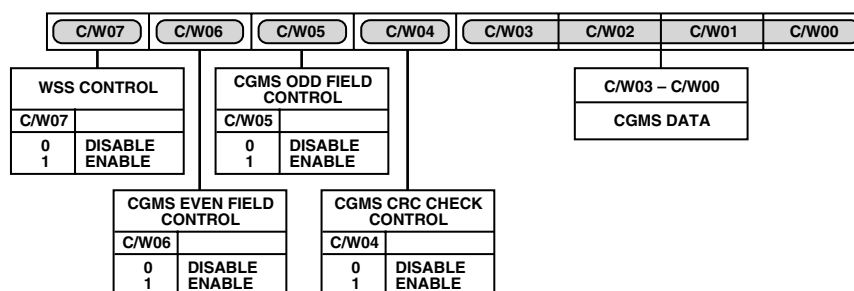 C/W07 C/W06 C/W05 C/W04 C/W03 C/W02 C/W01 C/W00
WSS CONTROL
C/W07
0 DISABLE
1 ENABLE
CGMS ODD FIELD
CONTROL
C/W05
0 DISABLE
1 ENABLE
C/W03 – C/W00
CGMS DATA
CGMS EVEN FIELD
CONTROL
C/W06
0 DISABLE
1 ENABLE
CGMS CRC CHECK
CONTROL
C/W04
0 DISABLE
1 ENABLE